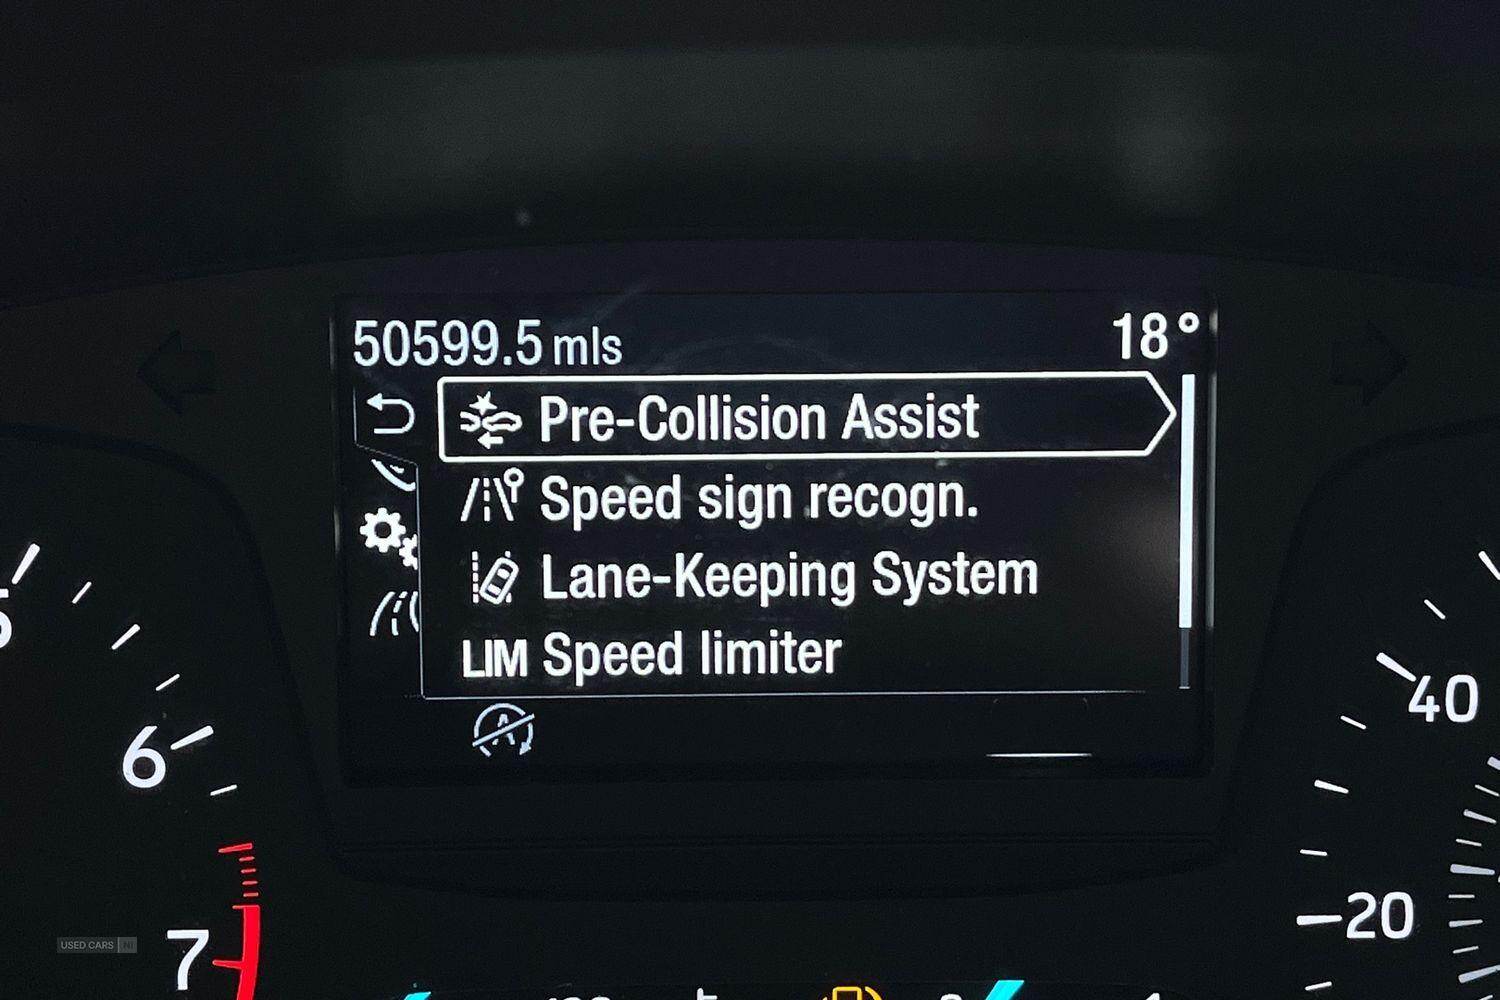 50599.5 mls 18°
Pre-Collision Assist
Speed sign recogn.
Lane-Keeping System
LIM Speed limiter
A
6
7
40
20
USED CARS NI